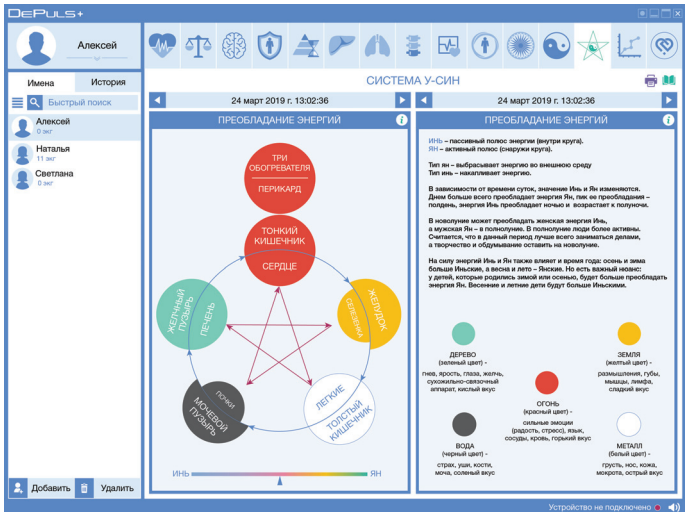 DEPULS+
Алексей
Имена
История
Быстрый поиск
Алексей
0 экг
Наталья
11 экг
Светлана
0 экг
Добавить
Удалить
СИСТЕМА У-СИН
24 март 2019 г. 13:02:36
ПРЕОБЛАДАНИЕ ЭНЕРГИЙ
i
ТРИ
ОБОГРЕВАТЕЛЯ
ПЕРИКАРД
ТОНКИЙ
КИШЕЧНИК
СЕРДЦЕ
ЖЕЛЧНЫЙ
ПУЗЫРЬ
ПЕЧЕНЬ
ЖЕЛУДОК
СЕЛЕЗЕНКА
ПОЧКИ
МОЧЕВОЙ
ПУЗЫРЬ
ЛЕГКИЕ
ТОЛСТЫЙ
КИШЕЧНИК
ИНЬ
ЯН
24 март 2019 г. 13:02:36
ПРЕОБЛАДАНИЕ ЭНЕРГИЙ
i
ИНЬ – пассивный полюс энергии (внутри круга).
ЯН – активный полюс (снаружи круга).
Тип ян – выбрасывает энергию во внешнюю среду
Тип инь – накапливает энергию.
В зависимости от времени суток, значение Инь и Ян изменяются.
Днем больше всего преобладает энергия Ян, пик ее преобладания –
полдень, энергия Инь преобладает ночью и возрастает к полуночи.
В новолуние может преобладать женская энергия Инь,
а мужская Ян – в полнолуние. В полнолуние люди более активны.
Считается, что в данный период лучше всего заниматься делами,
а творчество и обдумывание оставить на новолуние.
На силу энергий Инь и Ян также влияет и время года: осень и зима
больше Иньские, а весна и лето – Янские. Но есть важный нюанс:
у детей, которые родились зимой или осенью, будет больше преобладать
энергия Ян. Весенние и летние дети будут больше Иньскими.
ДЕРЕВО
(зеленый цвет) -
гнев, ярость, глаза, желчь,
сухожильно-связочный
аппарат, кислый вкус
ЗЕМЛЯ
(желтый цвет) -
размышления, губы,
мышцы, лимфа,
сладкий вкус
ОГОНЬ
(красный цвет) -
сильные эмоции
(радость, стресс), язык,
сосуды, кровь, горький вкус
ВОДА
(черный цвет) -
страх, уши, кости,
моча, соленый вкус
МЕТАЛЛ
(белый цвет) -
грусть, нос, кожа,
мокрота, острый вкус
Устройство не подключено